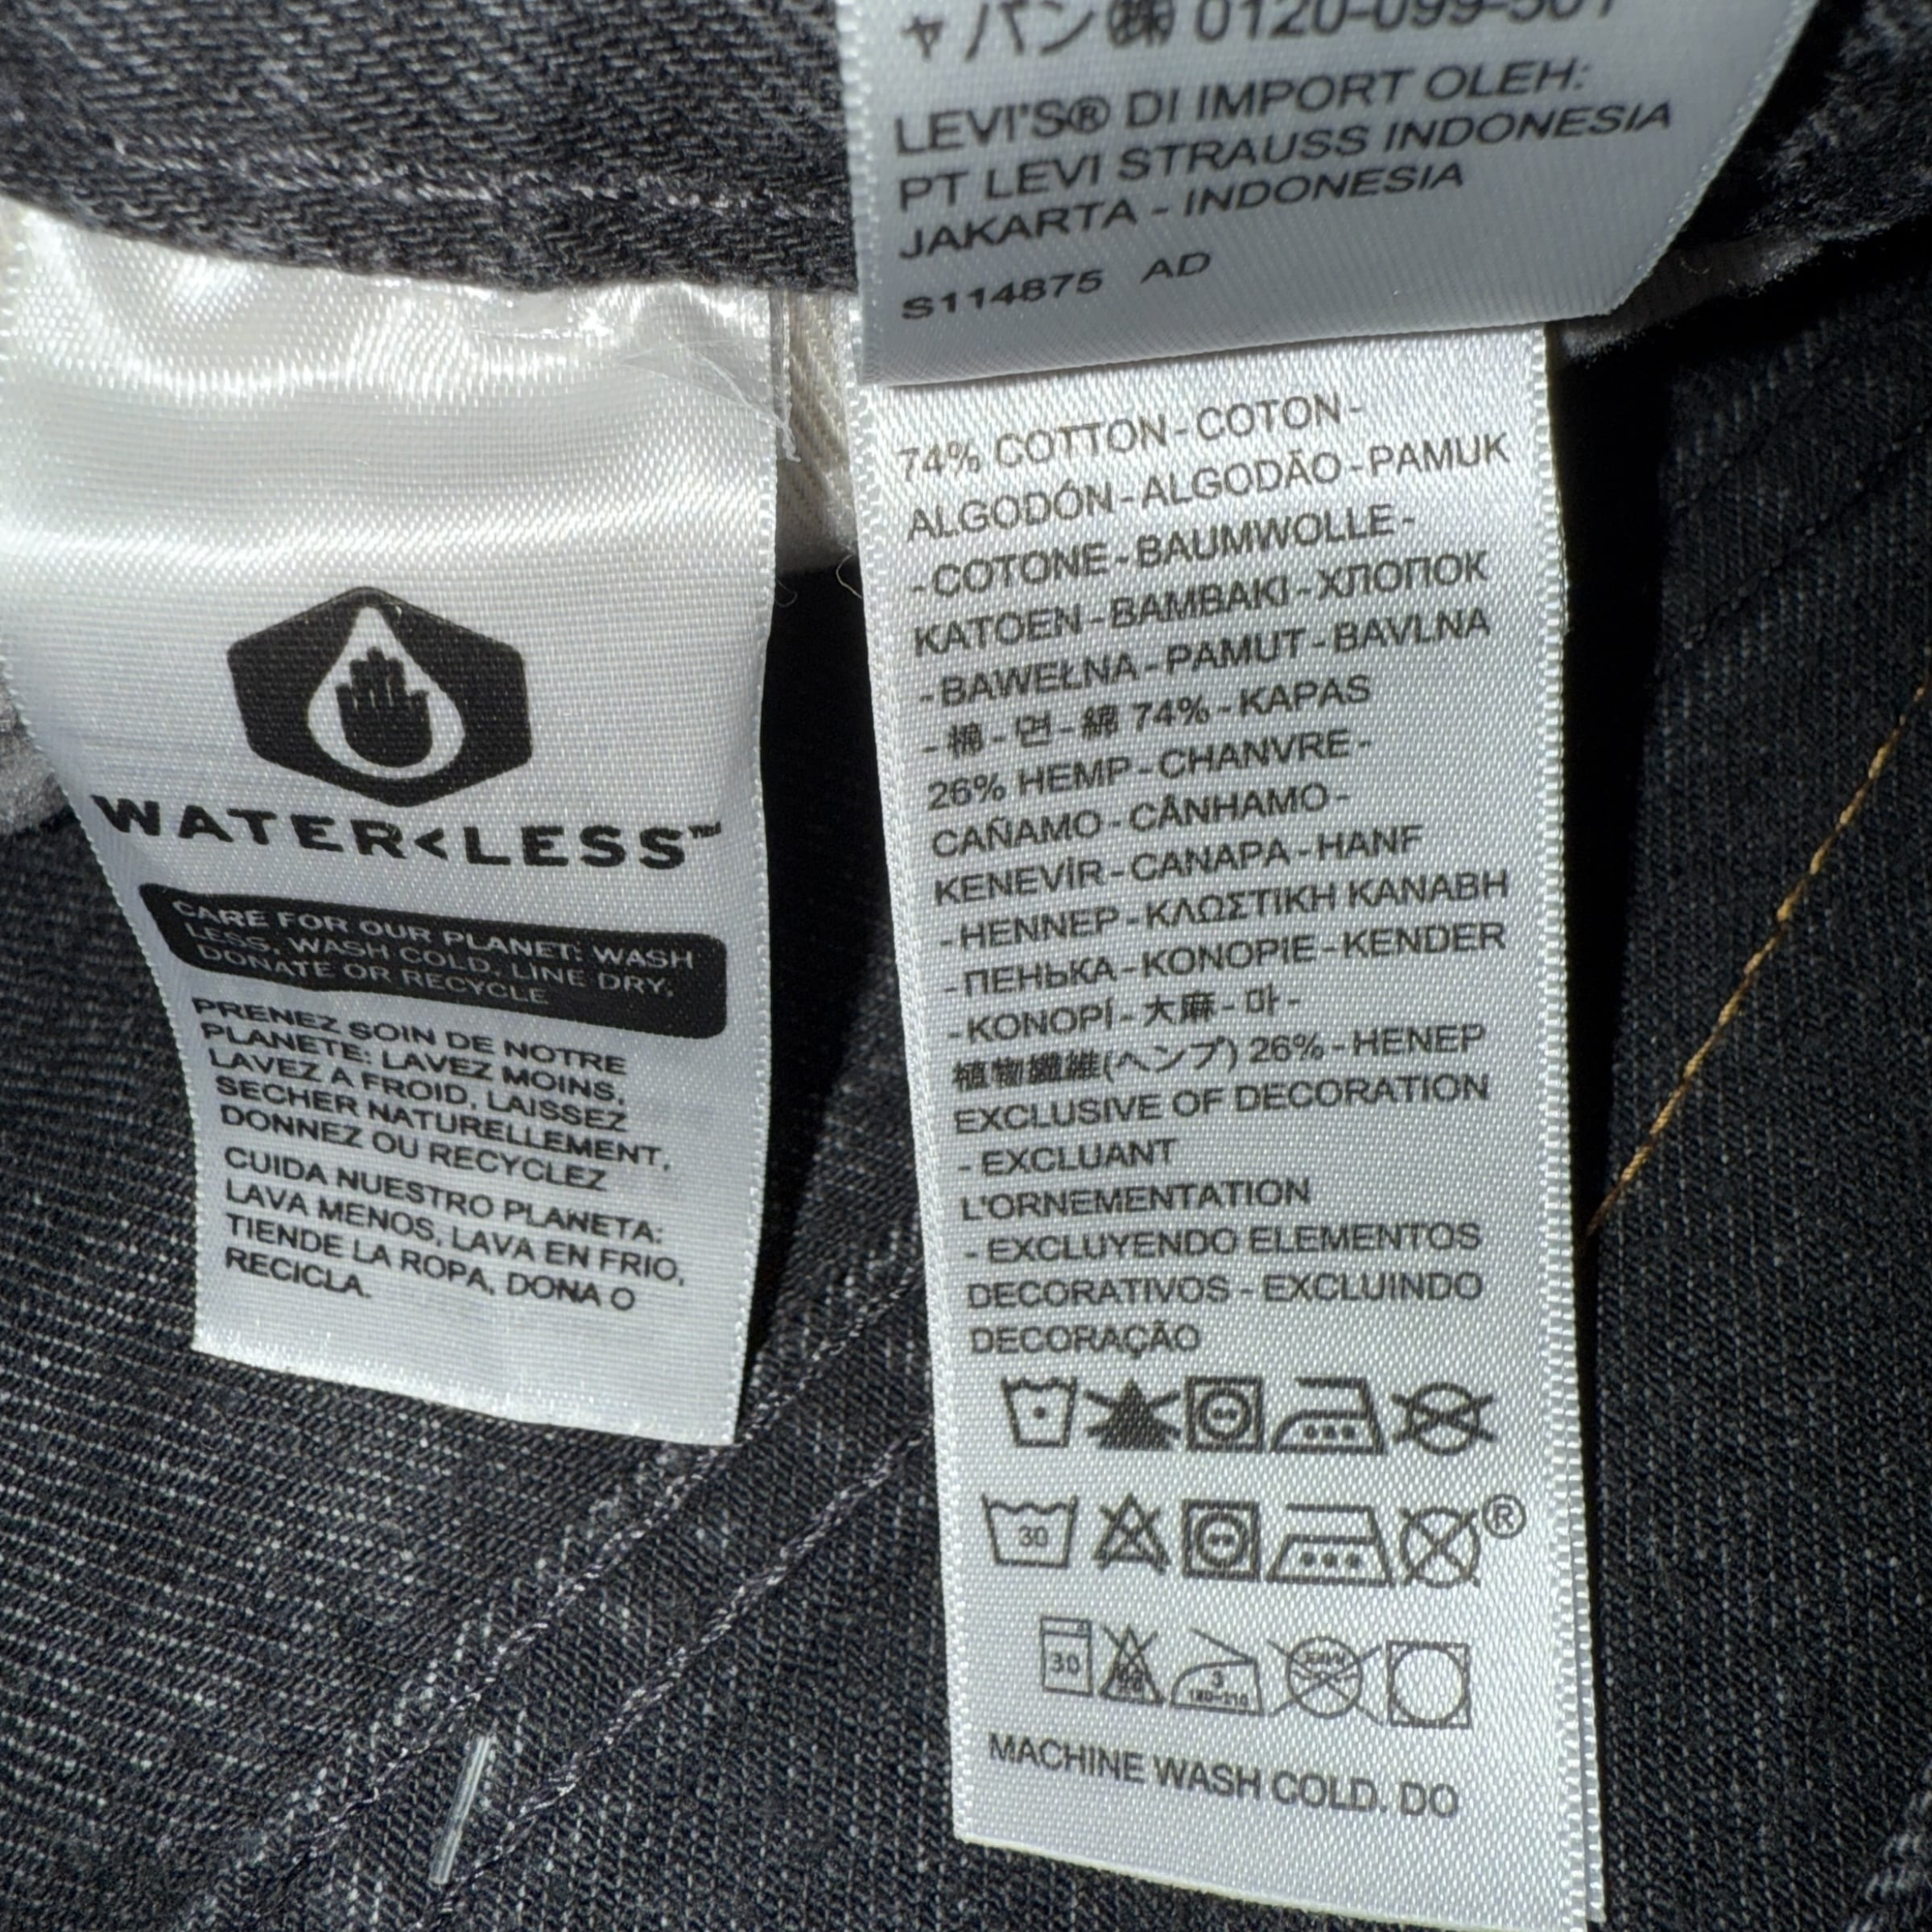 WATER<LESS™
CARE FOR OUR PLANET: WASH
LESS, WASH COLD, LINE DRY,
DONATE OR RECYCLE
PRENEZ SOIN DE NOTRE
PLANETE: LAVEZ MOINS,
LAVEZ A FROID, LAISSEZ
SECHER NATURELLEMENT,
DONNEZ OU RECYCLEZ
CUIDA NUESTRO PLANETA:
LAVA MENOS, LAVA EN FRIO,
TIENDE LA ROPA, DONA O
RECICLA.
ャパン㈱ 0120-099-501
LEVI'S® DI IMPORT OLEH:
PT LEVI STRAUSS INDONESIA
JAKARTA - INDONESIA
S114875 AD
74% COTTON - COTON -
ALGODÓN - ALGODÃO - PAMUK
- COTONE - BAUMWOLLE -
KATOEN - BAMBAKI - ХЛОПОК
- BAWEŁNA - PAMUT - BAVLNA
- 棉 - 면 - 綿 74% - KAPAS
26% HEMP - CHANVRE -
CAÑAMO - CÂNHAMO -
KENEVİR - CANAPA - HANF
- HENNEP - ΚΛΩΣΤΙΚΗ ΚΑΝΑΒΗ
- ПЕНЬКА - KONOPIE - KENDER
- KONOPÍ - 大麻 - 마 -
植物繊維(ヘンプ) 26% - HENEP
EXCLUSIVE OF DECORATION
- EXCLUANT
L'ORNEMENTATION
- EXCLUYENDO ELEMENTOS
DECORATIVOS - EXCLUINDO
DECORAÇÃO
30
®
30 3
180-210
MACHINE WASH COLD. DO